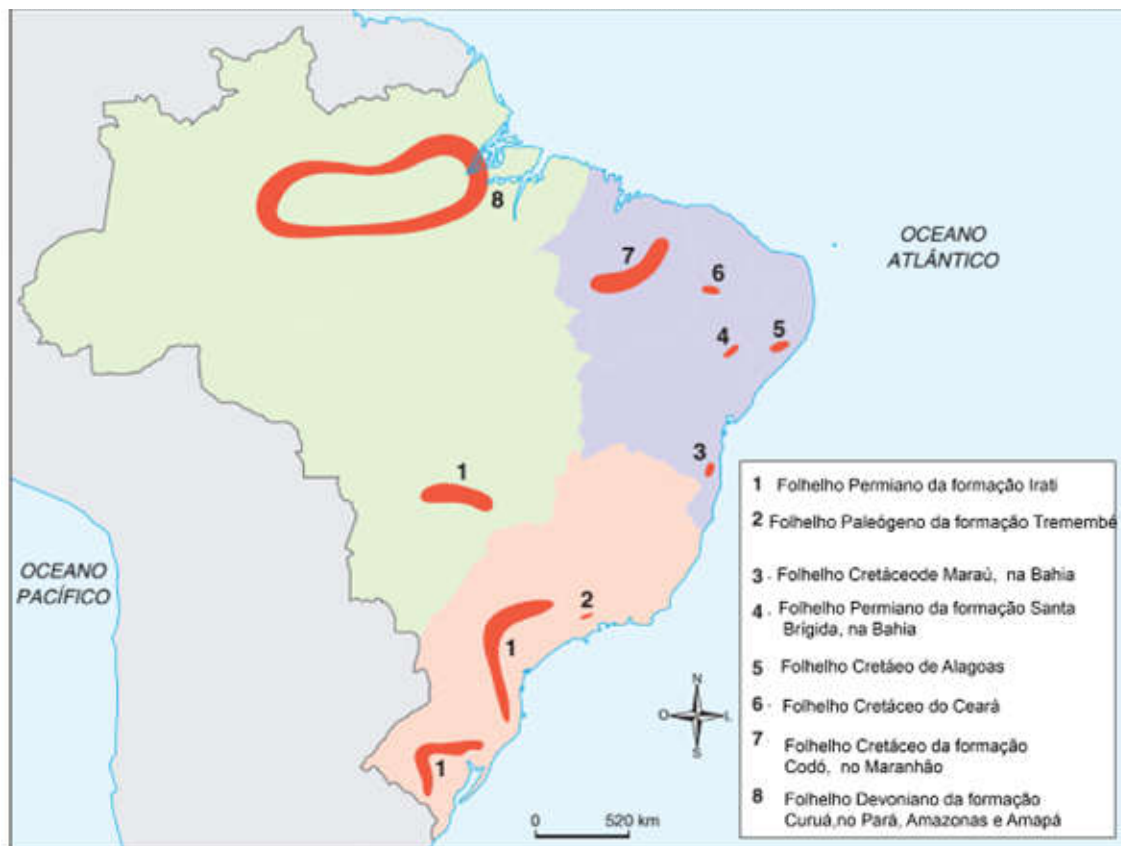 8
7
6
5
4
3
1
2
1
1
OCEANO
ATLÂNTICO
OCEANO
PACÍFICO
N
O
L
S
0
520 km
1 Folhelho Permiano da formação Irati
2 Folhelho Paleógeno da formação Tremembé
3 Folhelho Cretáceode Maraú, na Bahia
4 Folhelho Permiano da formação Santa
Brígida, na Bahia
5 Folhelho Cretáeo de Alagoas
6 Folhelho Cretáceo do Ceará
7 Folhelho Cretáceo da formação
Codó, no Maranhão
8 Folhelho Devoniano da formação
Curuá,no Pará, Amazonas e Amapá